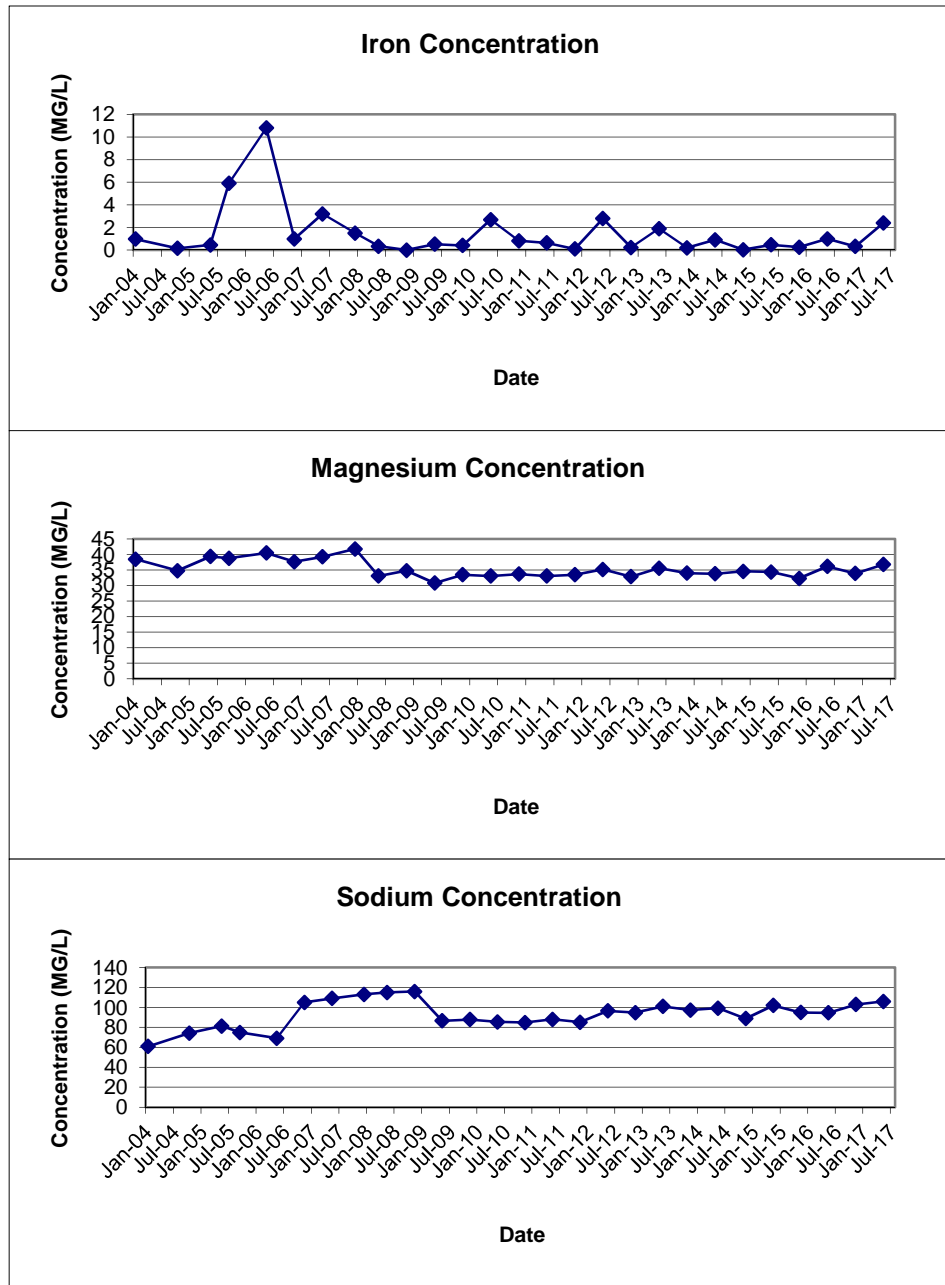 Iron Concentration
Concentration (MG/L)
12
10
8
6
4
2
0
Jan-04
Jul-04
Jan-05
Jul-05
Jan-06
Jul-06
Jan-07
Jul-07
Jan-08
Jul-08
Jan-09
Jul-09
Jan-10
Jul-10
Jan-11
Jul-11
Jan-12
Jul-12
Jan-13
Jul-13
Jan-14
Jul-14
Jan-15
Jul-15
Jan-16
Jul-16
Jan-17
Jul-17
Date
Magnesium Concentration
Concentration (MG/L)
45
40
35
30
25
20
15
10
5
0
Jan-04
Jul-04
Jan-05
Jul-05
Jan-06
Jul-06
Jan-07
Jul-07
Jan-08
Jul-08
Jan-09
Jul-09
Jan-10
Jul-10
Jan-11
Jul-11
Jan-12
Jul-12
Jan-13
Jul-13
Jan-14
Jul-14
Jan-15
Jul-15
Jan-16
Jul-16
Jan-17
Jul-17
Date
Sodium Concentration
Concentration (MG/L)
140
120
100
80
60
40
20
0
Jan-04
Jul-04
Jan-05
Jul-05
Jan-06
Jul-06
Jan-07
Jul-07
Jan-08
Jul-08
Jan-09
Jul-09
Jan-10
Jul-10
Jan-11
Jul-11
Jan-12
Jul-12
Jan-13
Jul-13
Jan-14
Jul-14
Jan-15
Jul-15
Jan-16
Jul-16
Jan-17
Jul-17
Date